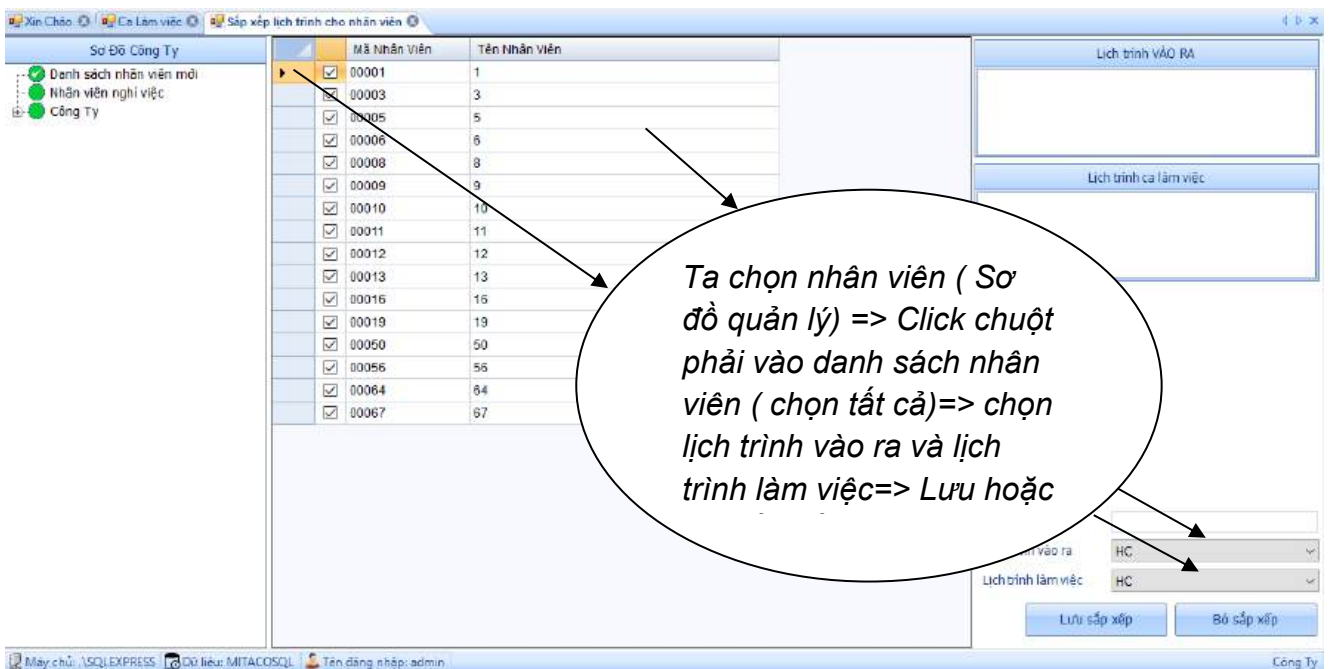 Xin Chào Ca Làm việc Sắp xếp lịch trình cho nhân viên
Sơ Đồ Công Ty
Danh sách nhân viên mới
Nhân viên nghỉ việc
Công Ty
Mã Nhân Viên Tên Nhân Viên
00001 1
00003 3
00005 5
00006 6
00008 8
00009 9
00010 10
00011 11
00012 12
00013 13
00016 16
00019 19
00050 50
00056 56
00064 64
00067 67
Lịch trình VÀO RA
Lịch trình ca làm việc
Ta chọn nhân viên ( Sơ
đồ quản lý) => Click chuột
phải vào danh sách nhân
viên ( chọn tất cả)=> chọn
lịch trình vào ra và lịch
trình làm việc=> Lưu hoặc
vào ra HC
Lịch trình làm việc HC
Lưu sắp xếp Bỏ sắp xếp
Máy chủ: .\SQLEXPRESS Dữ liệu: MITACOSQL Tên đăng nhập: admin Công Ty